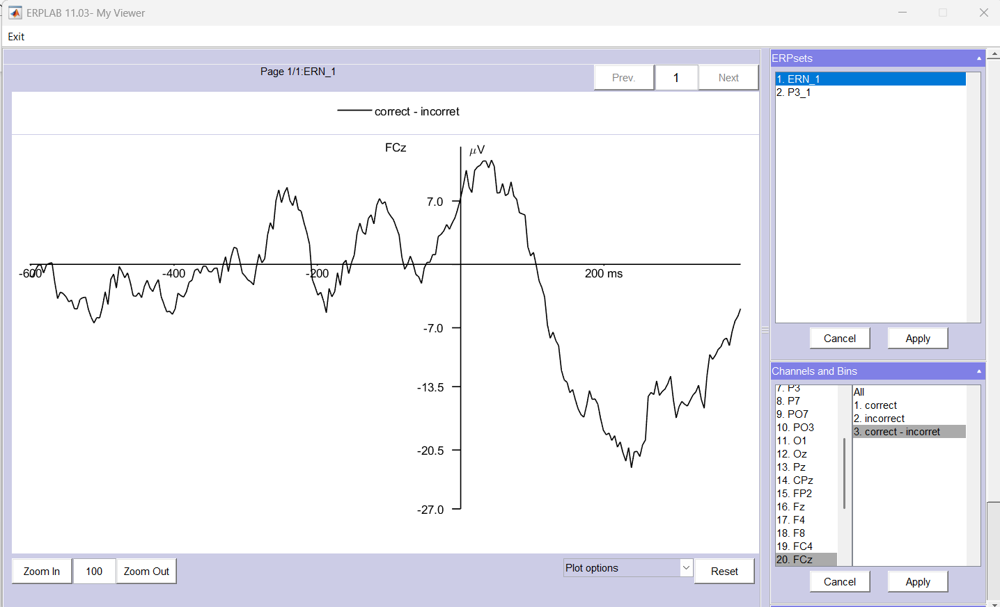 ERPLAB 11.03- My Viewer
Exit
Page 1/1:ERN_1
Prev.
1
Next
correct - incorret
FCz
µV
7.0
-600
-400
-200
200 ms
-7.0
-13.5
-20.5
-27.0
Zoom In
100
Zoom Out
Plot options
Reset
ERPsets
1. ERN_1
2. P3_1
Cancel
Apply
Channels and Bins
7. P3
8. P7
9. PO7
10. PO3
11. O1
12. Oz
13. Pz
14. CPz
15. FP2
16. Fz
17. F4
18. F8
19. FC4
20. FCz
All
1. correct
2. incorrect
3. correct - incorret
Cancel
Apply